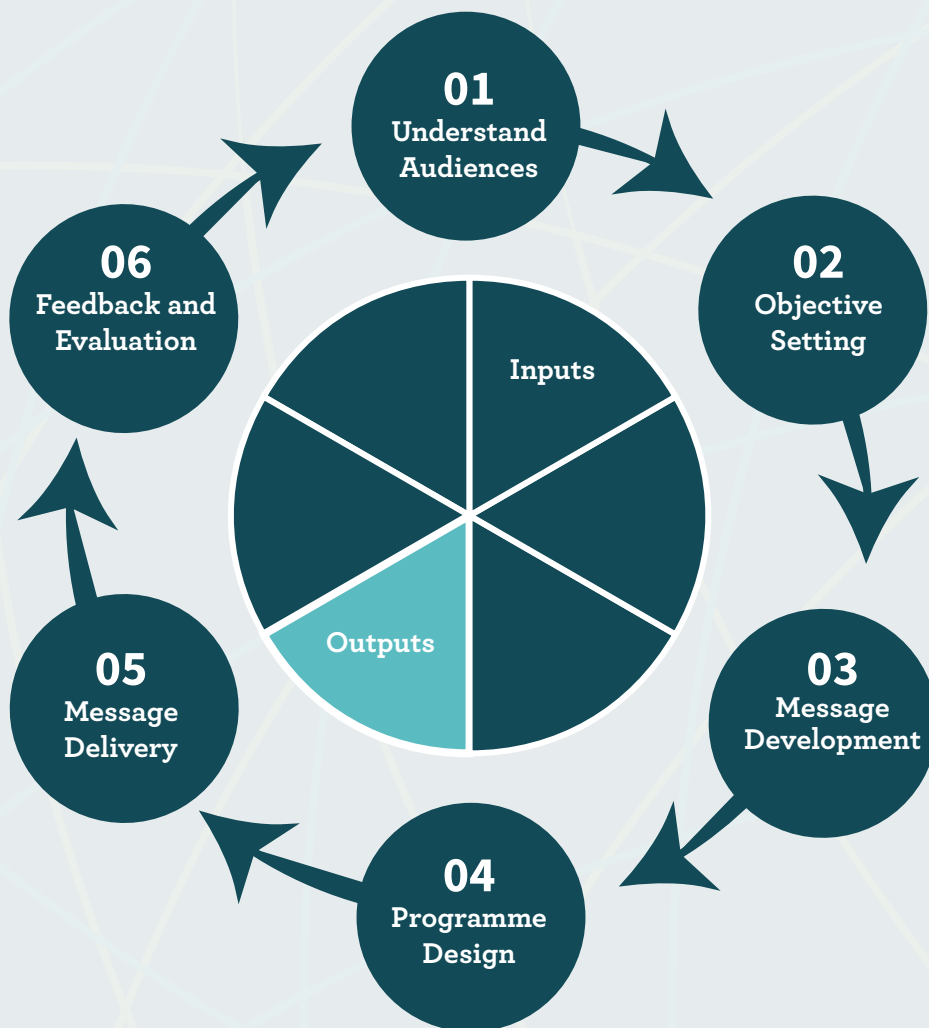 01
Understand
Audiences
02
Objective
Setting
03
Message
Development
04
Programme
Design
05
Message
Delivery
06
Feedback and
Evaluation
Inputs
Outputs